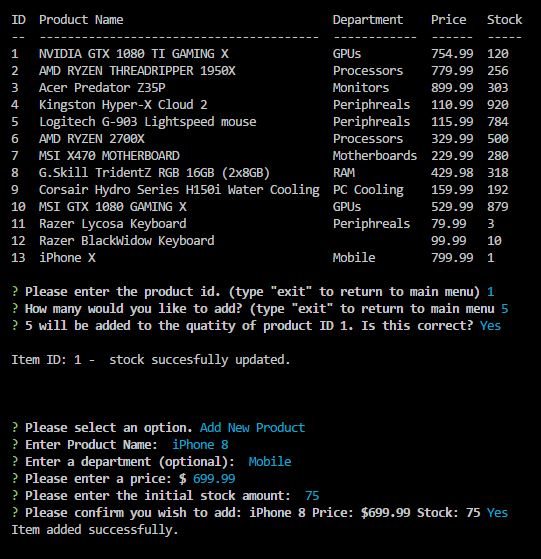 ID  Product Name                              Department    Price   Stock
--  ----------------------------------------  ------------  ------  -----
1   NVIDIA GTX 1080 TI GAMING X               GPUs          754.99  120
2   AMD RYZEN THREADRIPPER 1950X              Processors    779.99  256
3   Acer Predator Z35P                        Monitors      899.99  303
4   Kingston Hyper-X Cloud 2                  Periphreals   110.99  920
5   Logitech G-903 Lightspeed mouse           Periphreals   115.99  784
6   AMD RYZEN 2700X                           Processors    329.99  500
7   MSI X470 MOTHERBOARD                      Motherboards  229.99  280
8   G.Skill TridentZ RGB 16GB (2x8GB)         RAM           429.98  318
9   Corsair Hydro Series H150i Water Cooling  PC Cooling    159.99  192
10  MSI GTX 1080 GAMING X                     GPUs          529.99  879
11  Razer Lycosa Keyboard                     Periphreals   79.99   3
12  Razer BlackWidow Keyboard                               99.99   10
13  iPhone X                                  Mobile        799.99  1
? Please enter the product id. (type "exit" to return to main menu) 1
? How many would you like to add? (type "exit" to return to main menu 5
? 5 will be added to the quatity of product ID 1. Is this correct? Yes
Item ID: 1 -  stock succesfully updated.
? Please select an option. Add New Product
? Enter Product Name:  iPhone 8
? Enter a department (optional):  Mobile
? Please enter a price: $ 699.99
? Please enter the initial stock amount:  75
? Please confirm you wish to add: iPhone 8 Price: $699.99 Stock: 75 Yes
Item added successfully.